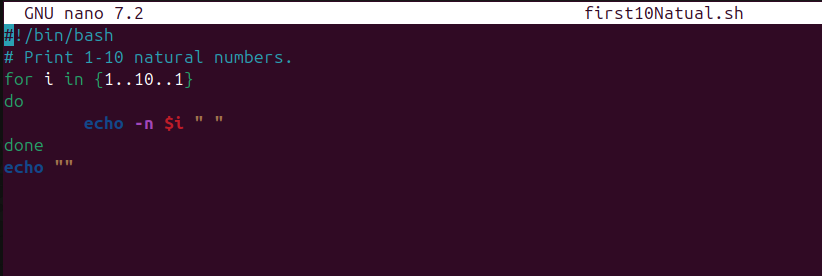 GNU nano 7.2 first10Natual.sh
#!/bin/bash
# Print 1-10 natural numbers.
for i in {1..10..1}
do
        echo -n $i " "
done
echo ""